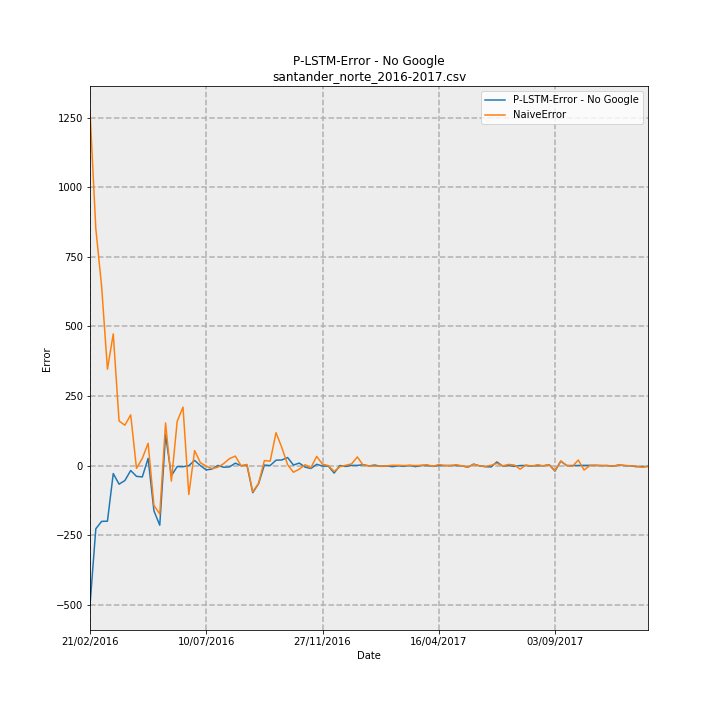 P-LSTM-Error - No Google
santander_norte_2016-2017.csv
P-LSTM-Error - No Google
NaiveError
1250
1000
750
500
250
0
−250
−500
Error
21/02/2016 10/07/2016 27/11/2016 16/04/2017 03/09/2017
Date